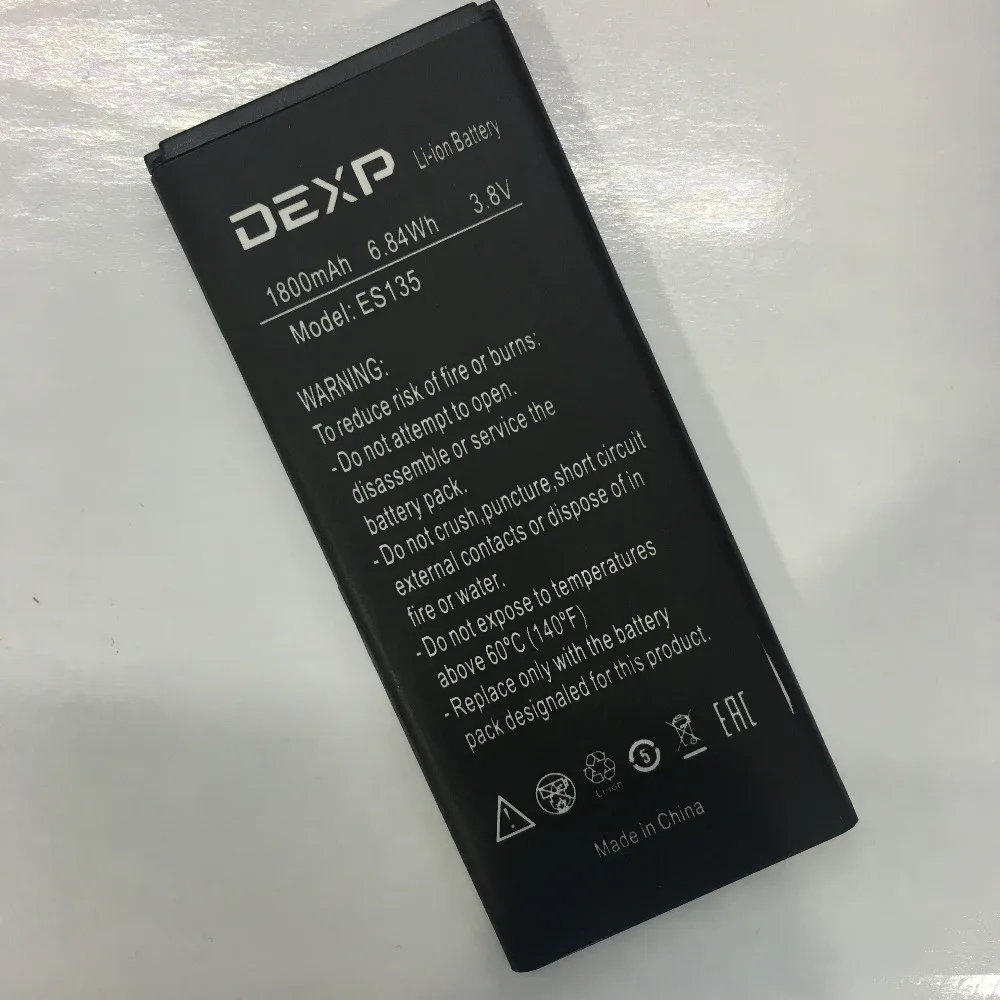 DEXP Li-ion Battery
1800mAh 6.84Wh 3.8V
Model: ES135
WARNING:
To reduce risk of fire or burns:
- Do not attempt to open.
disassemble or service the
battery pack.
- Do not crush,puncture,short circuit
external contacts or dispose of in
fire or water.
- Do not expose to temperatures
above 60°C (140°F)
- Replace only with the battery
pack designaled for this product.
Li-ion
5
EAC
Made in China